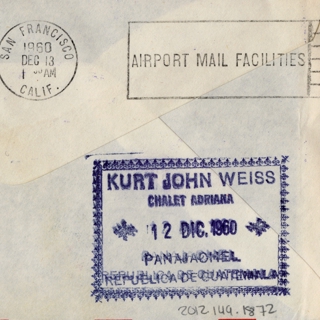 SAN FRANCISCO
1960
DEC 13
AM
CALIF.
AIRPORT MAIL FACILITIES
KURT JOHN WEISS
CHALET ADRIANA
12 DIC. 1960
PANAJACHEL
REPUBLICA DE GUATEMALA
2012.149.1872